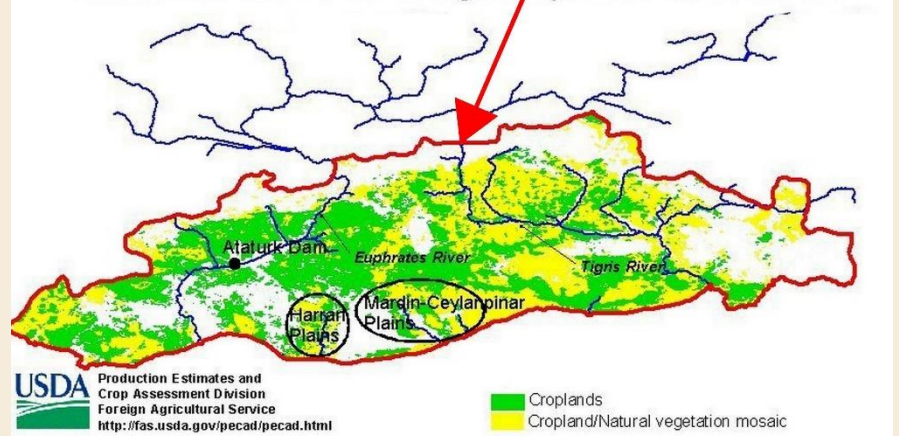 Ataturk Dam
Euphrates River
Tigris River
Harran
Plains
Mardin-Ceylanpinar
Plains
USDA
Production Estimates and
Crop Assessment Division
Foreign Agricultural Service
http://fas.usda.gov/pecad/pecad.html
Croplands
Cropland/Natural vegetation mosaic